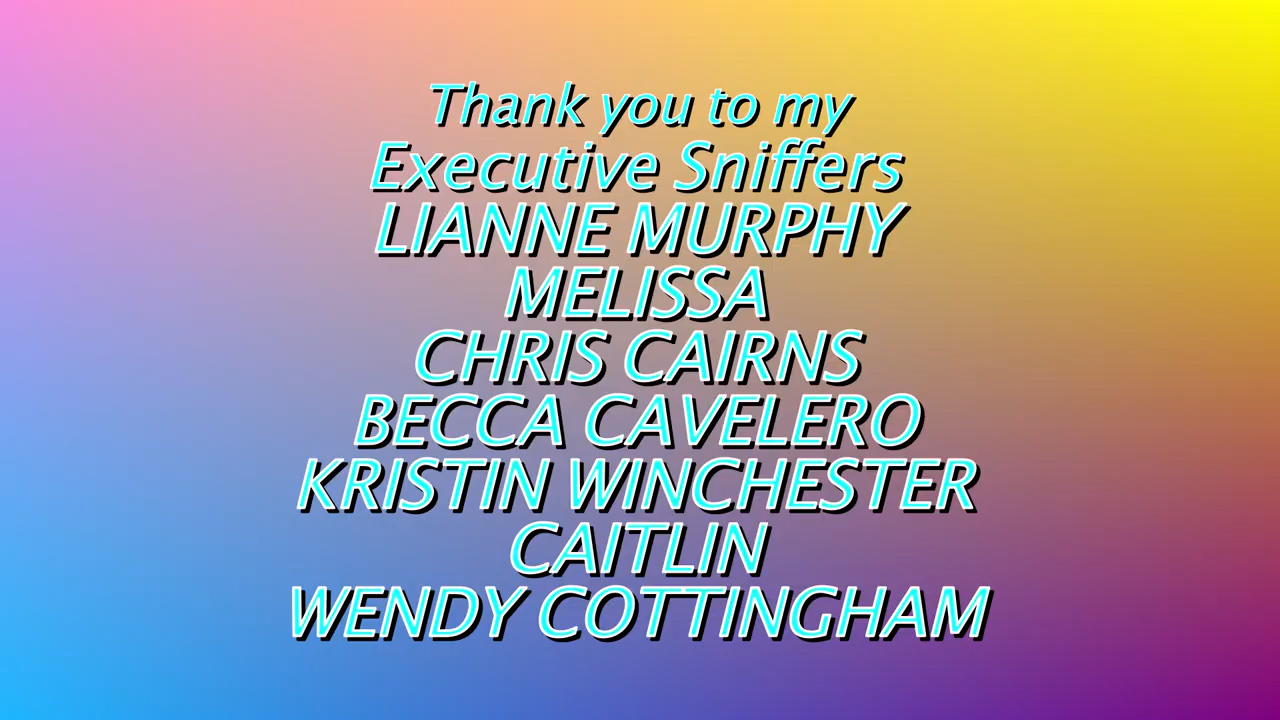 Thank you to my
Executive Sniffers
LIANNE MURPHY
MELISSA
CHRIS CAIRNS
BECCA CAVELERO
KRISTIN WINCHESTER
CAITLIN
WENDY COTTINGHAM